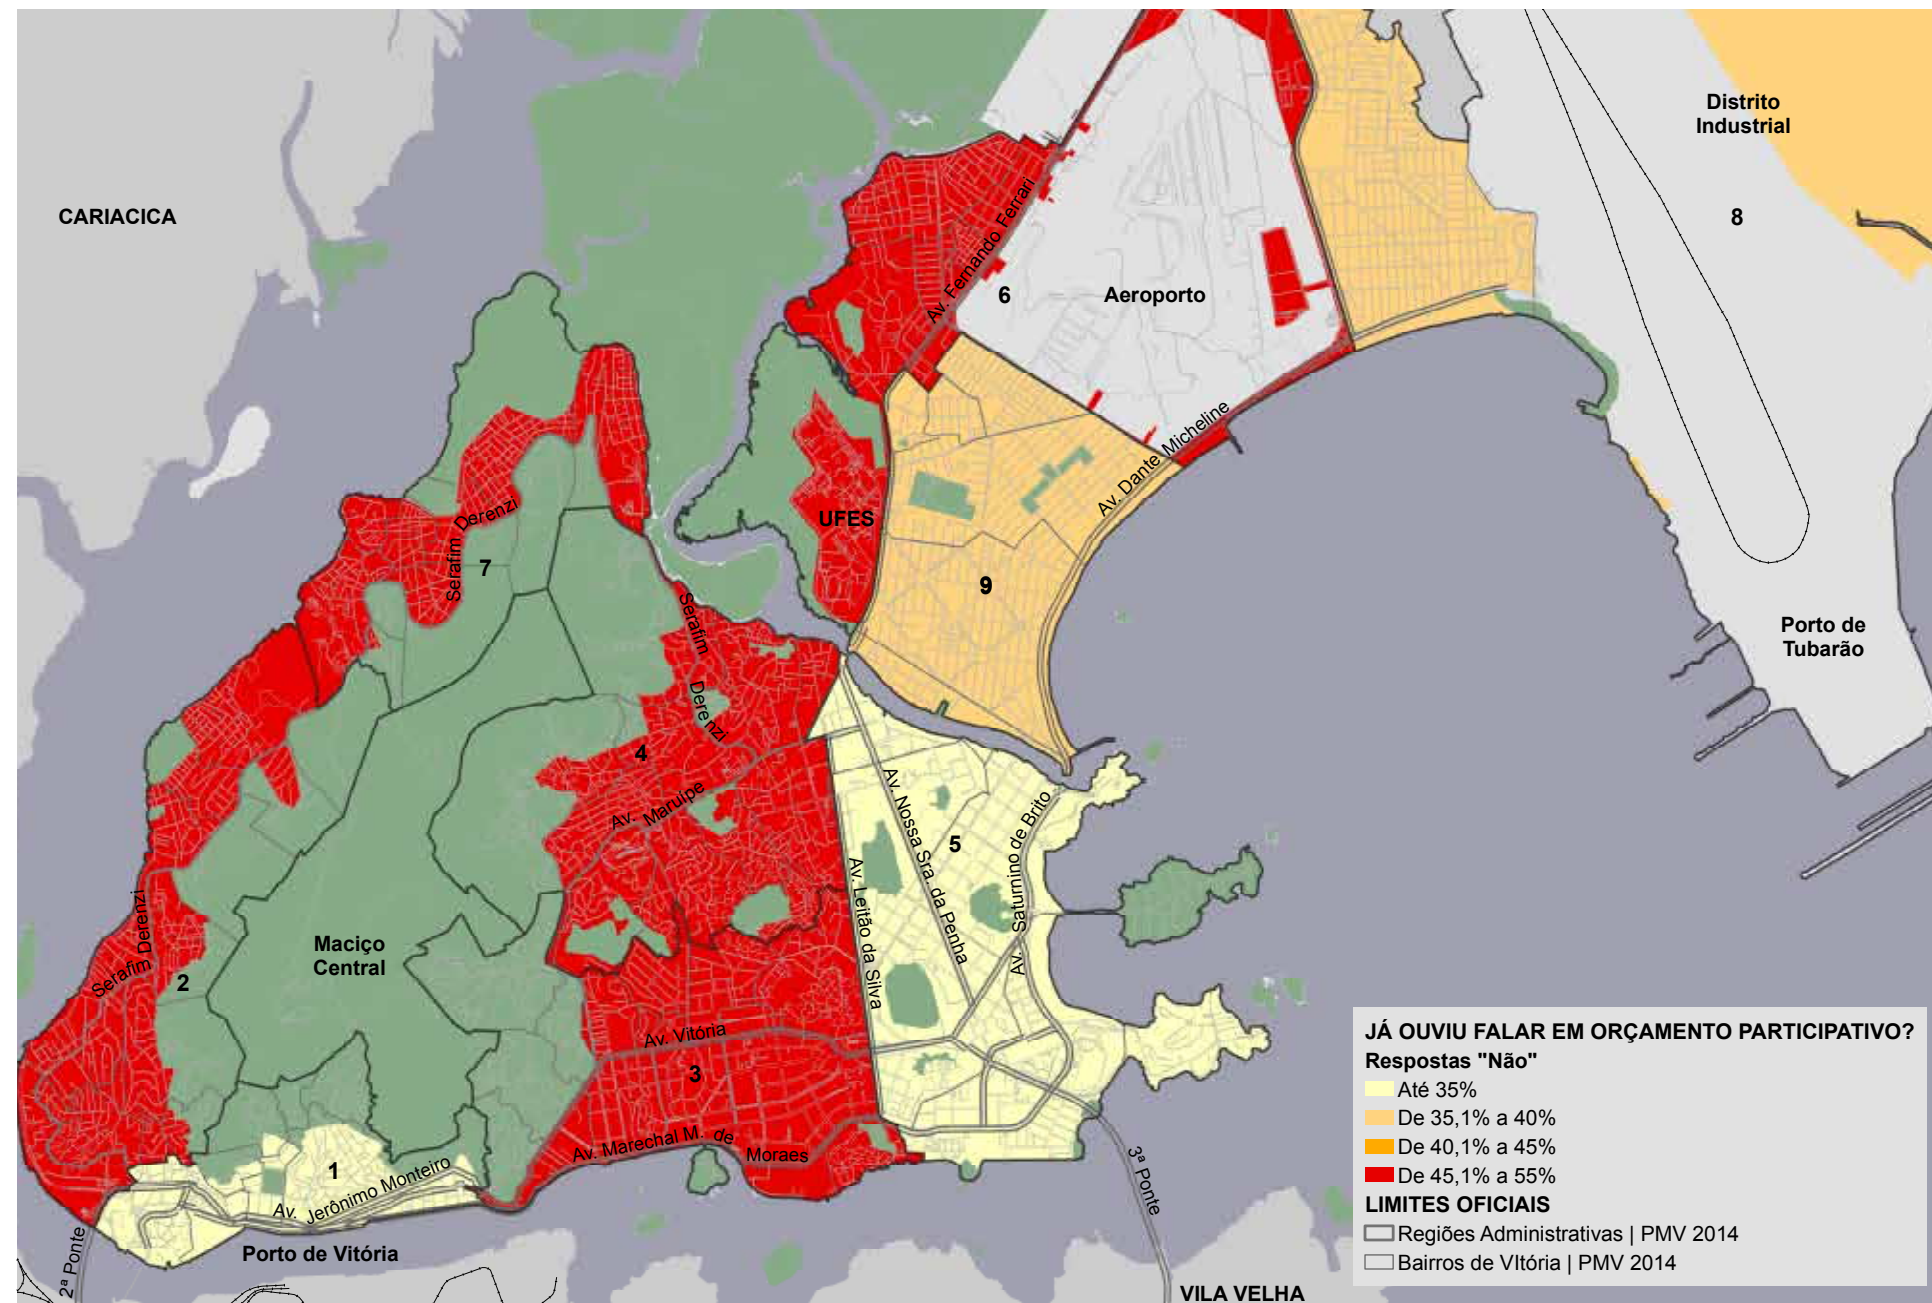 Distrito
Industrial
CARIACICA
8
Av. Fernando Ferrari
6
Aeroporto
Av. Dante Micheline
UFES
Serafim Derenzi
7
9
Serafim Derenzi
Porto de
Tubarão
4
Av. Maruípe
Av. Nossa Sra. da Penha
5
Av. Saturnino de Brito
Av. Leitão da Silva
Serafim Derenzi
Maciço
Central
2
Av. Vitória
3
Av. Marechal M. de Moraes
1
Av. Jerônimo Monteiro
3ª Ponte
2ª Ponte
Porto de Vitória
VILA VELHA
JÁ OUVIU FALAR EM ORÇAMENTO PARTICIPATIVO?
Respostas "Não"
Até 35%
De 35,1% a 40%
De 40,1% a 45%
De 45,1% a 55%
LIMITES OFICIAIS
Regiões Administrativas | PMV 2014
Bairros de VItória | PMV 2014